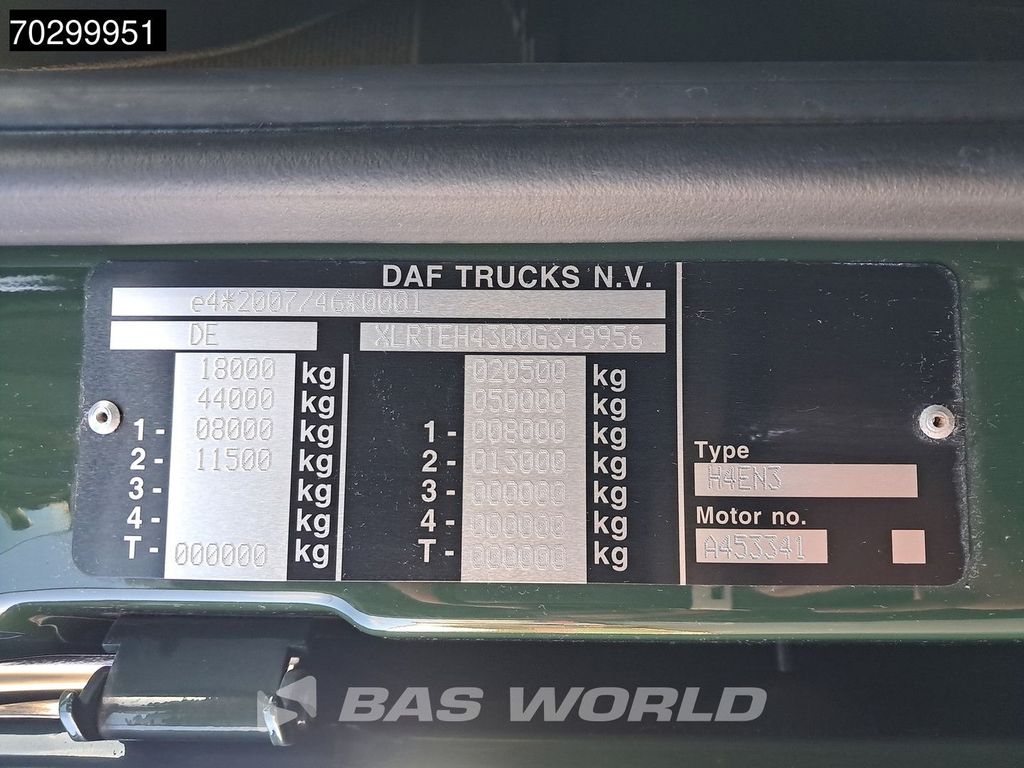 70299951
DAF TRUCKS N.V.
e4*2007/46*0001
DE XLRTEH4300G349956
18000 kg 020500 kg
44000 kg 050000 kg
1- 08000 kg 1- 008000 kg
2- 11500 kg 2- 013000 kg
3- kg 3- 000000 kg
4- kg 4- 000000 kg
T- 000000 kg T- 000000 kg
Type
H4EN3
Motor no.
A453341
BAS WORLD